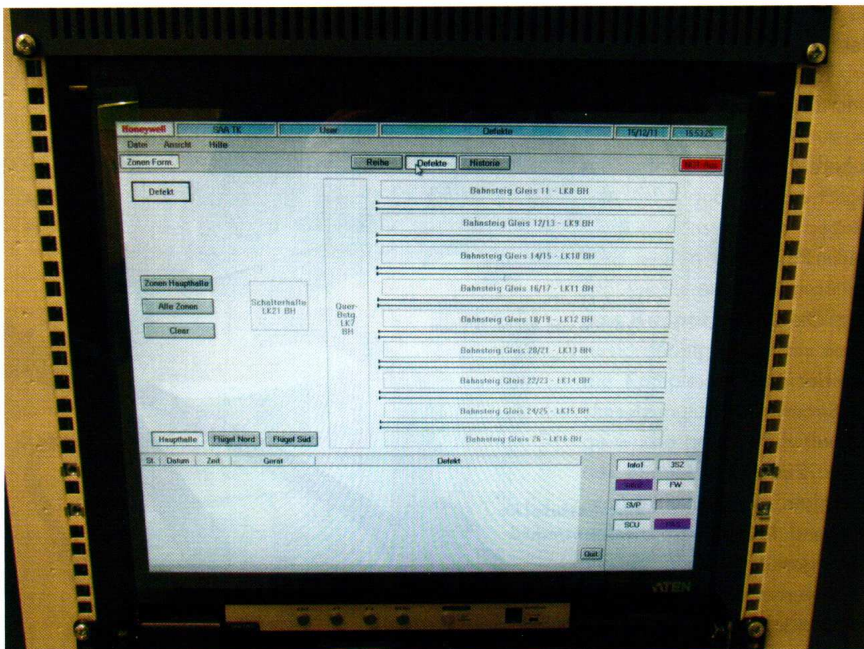 Honeywell SAA TK User Defekte 15/12/11 15:53:25
Datei Ansicht Hilfe
Zonen Form. Reihe Defekte Historie
Defekt
Bahnsteig Gleis 11 - LK8 BH
Bahnsteig Gleis 12/13 - LK9 BH
Bahnsteig Gleis 14/15 - LK10 BH
Zonen Haupthalle
Alle Zonen
Clear
Schalterhalle
LK21 BH
Quer-
Bstg
LK7
BH
Bahnsteig Gleis 16/17 - LK11 BH
Bahnsteig Gleis 18/19 - LK12 BH
Bahnsteig Gleis 20/21 - LK13 BH
Bahnsteig Gleis 22/23 - LK14 BH
Bahnsteig Gleis 24/25 - LK15 BH
Bahnsteig Gleis 26 - LK16 BH
Haupthalle Flügel Nord Flügel Süd
St. Datum Zeit Gerät Defekt
Info1 3SZ
FW
SVP
SCU
Quit
ATEN